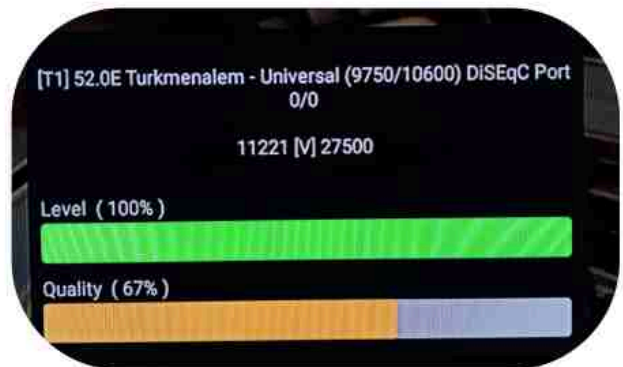 [T1] 52.0E Turkmenalem - Universal (9750/10600) DiSEqC Port
0/0
11221 [V] 27500
Level ( 100% )
Quality ( 67% )